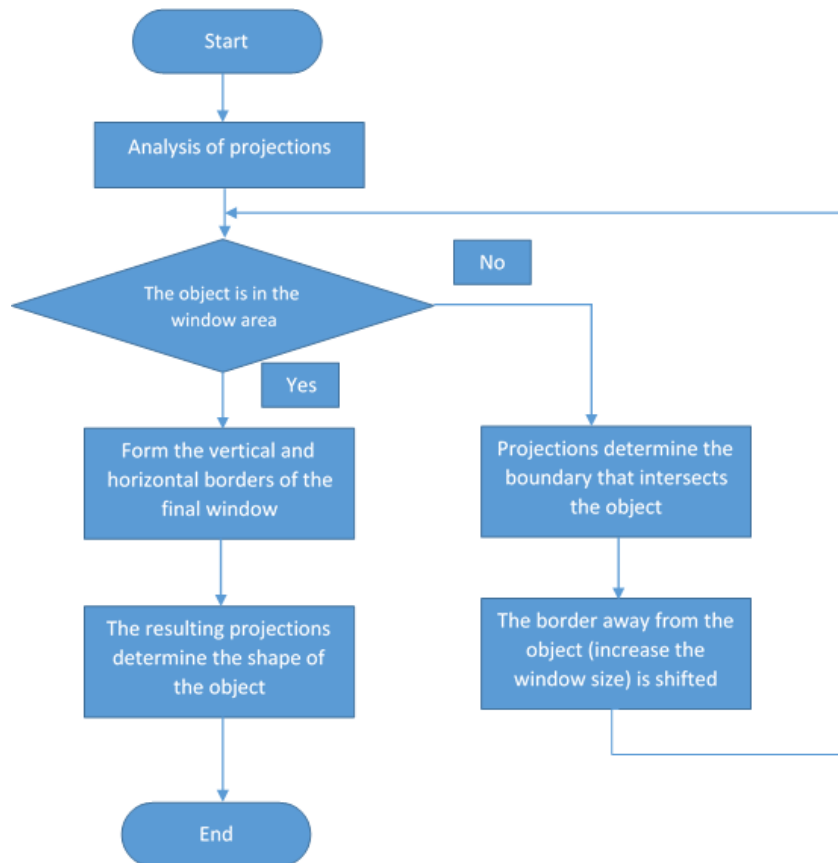 Start
Analysis of projections
No
The object is in the
window area
Yes
Form the vertical and
horizontal borders of the
final window
Projections determine the
boundary that intersects
the object
The resulting projections
determine the shape of
the object
The border away from the
object (increase the
window size) is shifted
End